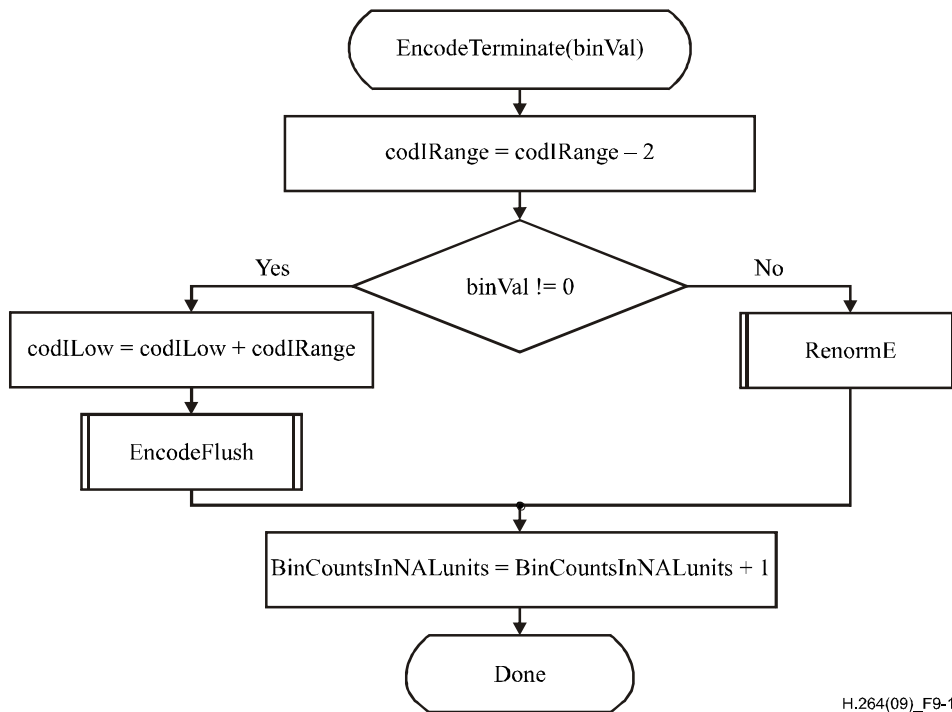 EncodeTerminate(binVal)
codIRange = codIRange – 2
Yes
binVal != 0
No
codILow = codILow + codIRange
RenormE
EncodeFlush
BinCountsInNALunits = BinCountsInNALunits + 1
Done
H.264(09)_F9-1